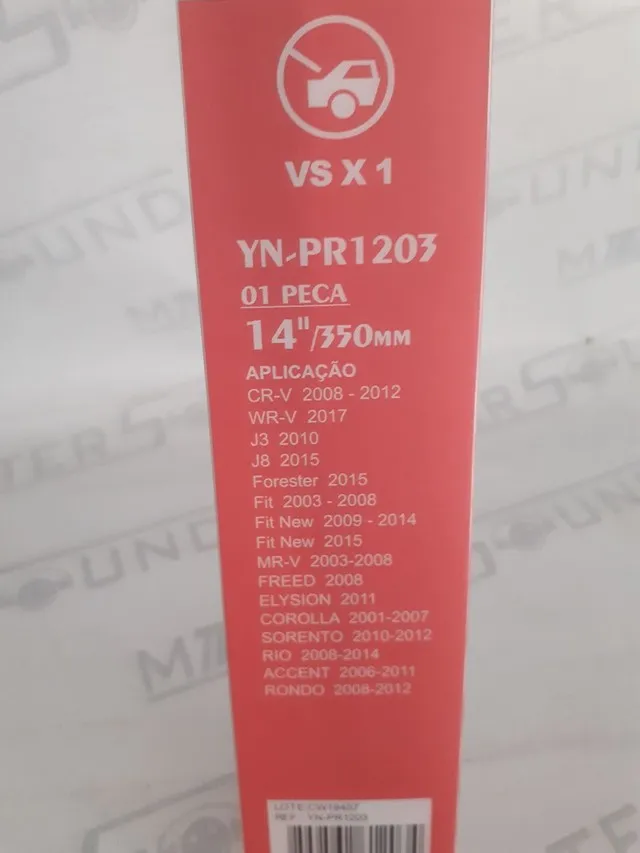 VS X 1
YN-PR1203
01 PECA
14"/350MM
APLICAÇÃO
CR-V 2008 - 2012
WR-V 2017
J3 2010
J8 2015
Forester 2015
Fit 2003 - 2008
Fit New 2009 - 2014
Fit New 2015
MR-V 2003-2008
FREED 2008
ELYSION 2011
COROLLA 2001-2007
SORENTO 2010-2012
RIO 2008-2014
ACCENT 2006-2011
RONDO 2008-2012
REF YN-PR1203